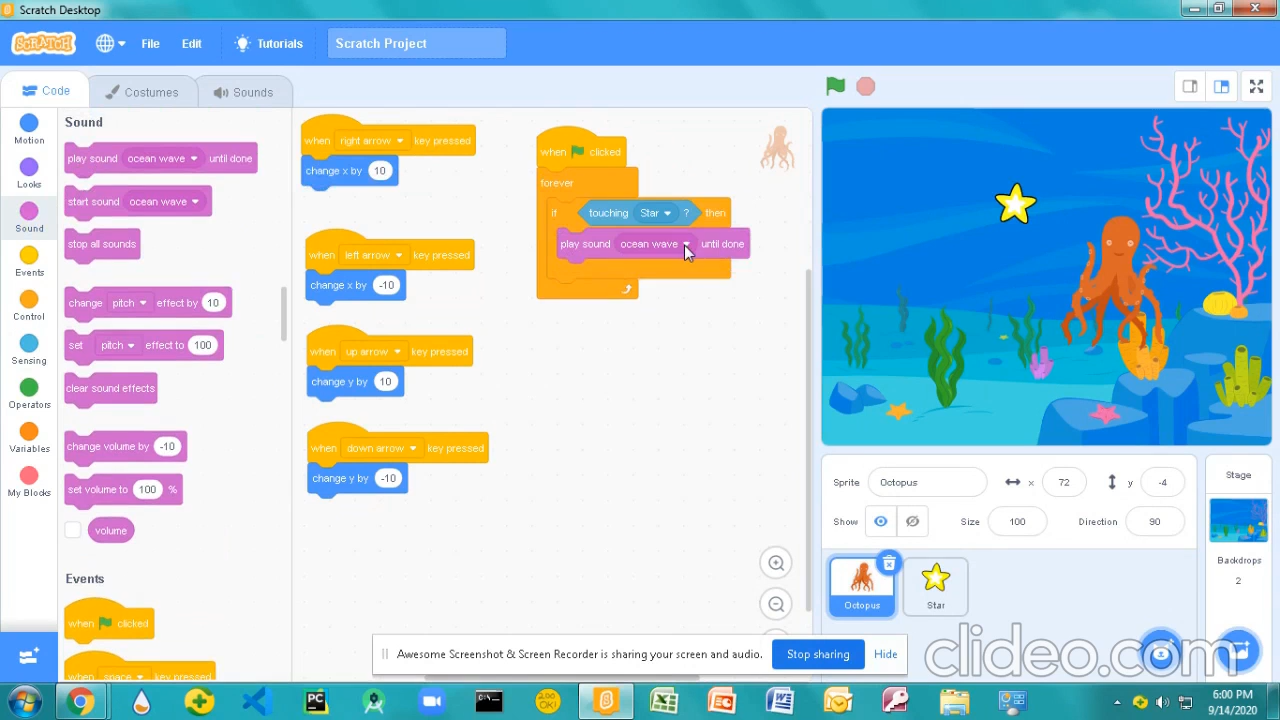 Scratch Desktop
SCRATCH
File
Edit
Tutorials
Scratch Project
Code
Costumes
Sounds
Motion
Looks
Sound
Events
Control
Sensing
Operators
Variables
My Blocks
Sound
play sound ocean wave until done
start sound ocean wave
stop all sounds
change pitch effect by 10
set pitch effect to 100
clear sound effects
change volume by -10
set volume to 100 %
volume
Events
when clicked
when space
when right arrow key pressed
change x by 10
when left arrow key pressed
change x by -10
when up arrow key pressed
change y by 10
when down arrow key pressed
change y by -10
when clicked
forever
if touching Star ? then
play sound ocean wave until done
Sprite Octopus x 72 y -4
Show Size 100 Direction 90
Octopus
Star
Stage
Backdrops
2
Awesome Screenshot & Screen Recorder is sharing your screen and audio. Stop sharing Hide
clideo.com
PC
6:00 PM
9/14/2020